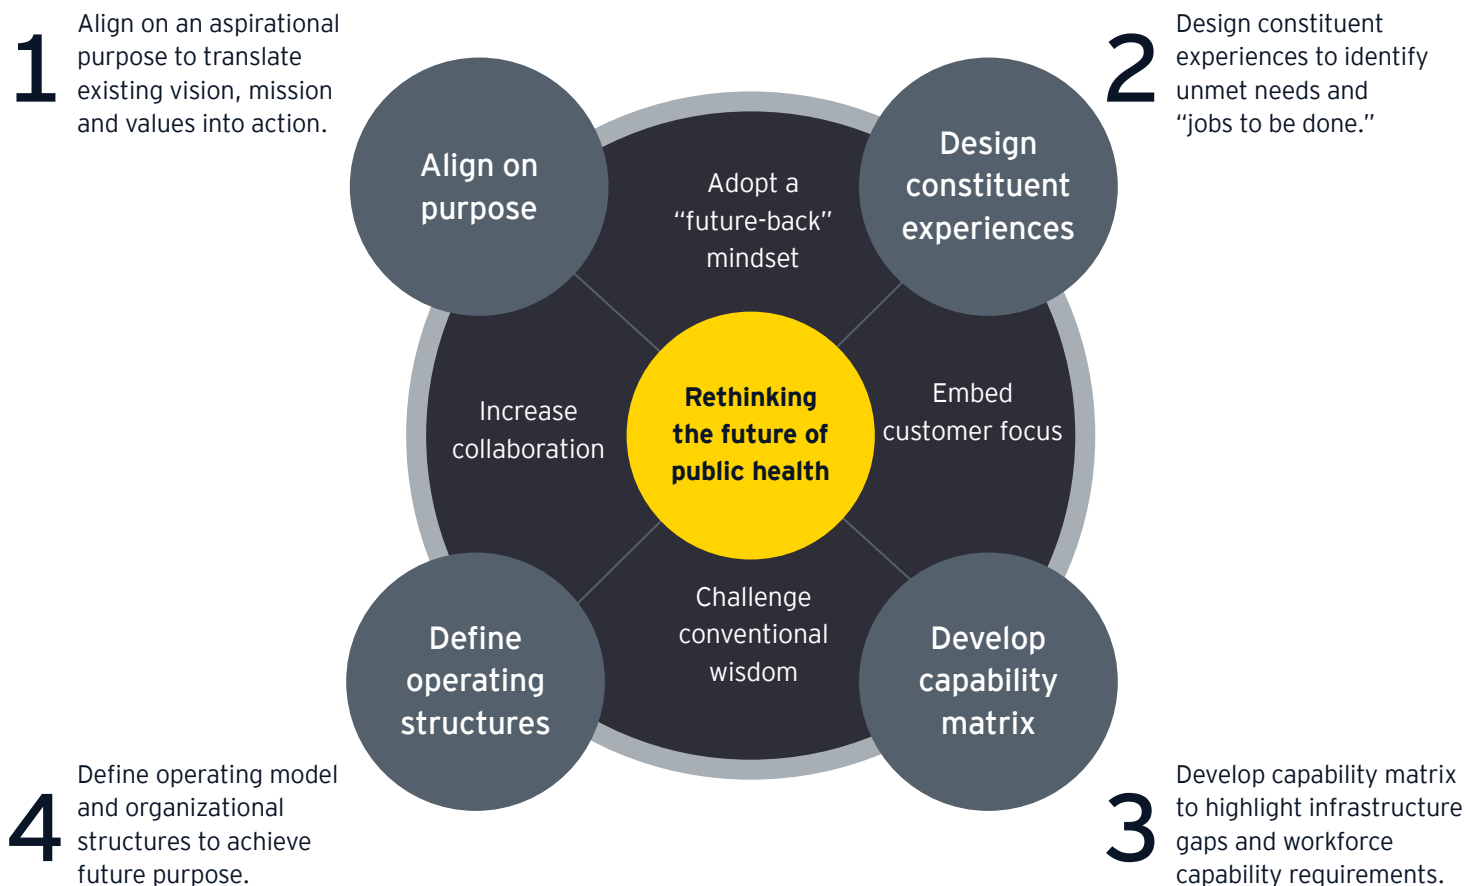 1
Align on an aspirational
purpose to translate
existing vision, mission
and values into action.
2
Design constituent
experiences to identify
unmet needs and
“jobs to be done.”
Align on
purpose
Adopt a
“future-back”
mindset
Design
constituent
experiences
Increase
collaboration
Rethinking
the future of
public health
Embed
customer focus
Define
operating
structures
Challenge
conventional
wisdom
Develop
capability
matrix
4
Define operating model
and organizational
structures to achieve
future purpose.
3
Develop capability matrix
to highlight infrastructure
gaps and workforce
capability requirements.